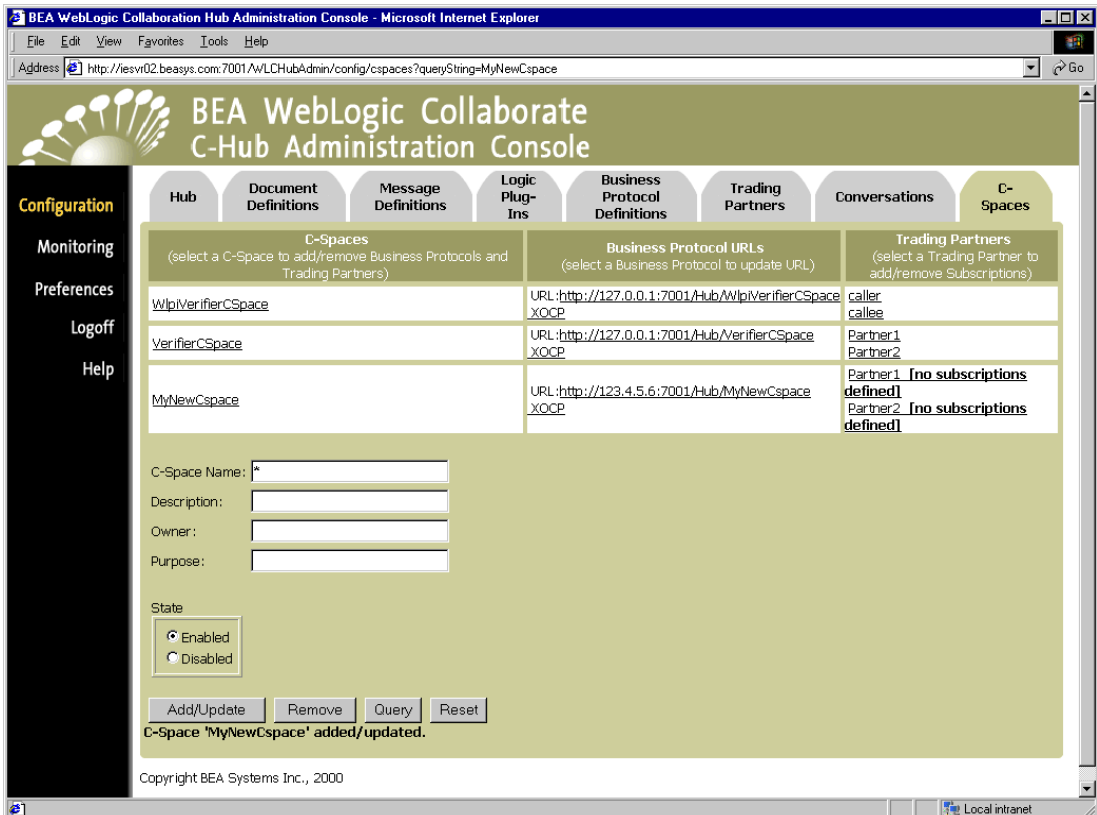 BEA WebLogic Collaboration Hub Administration Console - Microsoft Internet Explorer
File Edit View Favorites Tools Help
Address http://iesvr02.beasys.com:7001/WLCHubAdmin/config/cspaces?queryString=MyNewCspace Go
BEA WebLogic Collaborate
C-Hub Administration Console
Configuration
Monitoring
Preferences
Logoff
Help
Hub
Document
Definitions
Message
Definitions
Logic
Plug-
Ins
Business
Protocol
Definitions
Trading
Partners
Conversations
C-
Spaces
C-Spaces
(select a C-Space to add/remove Business Protocols and
Trading Partners)
Business Protocol URLs
(select a Business Protocol to update URL)
Trading Partners
(select a Trading Partner to
add/remove Subscriptions)
WlpiVerifierCSpace
URL:http://127.0.0.1:7001/Hub/WlpiVerifierCSpace
XOCP
caller
callee
VerifierCSpace
URL:http://127.0.0.1:7001/Hub/VerifierCSpace
XOCP
Partner1
Partner2
MyNewCspace
URL:http://123.4.5.6:7001/Hub/MyNewCspace
XOCP
Partner1 [no subscriptions
defined]
Partner2 [no subscriptions
defined]
C-Space Name: *
Description:
Owner:
Purpose:
State
Enabled
Disabled
Add/Update Remove Query Reset
C-Space 'MyNewCspace' added/updated.
Copyright BEA Systems Inc., 2000
Local intranet